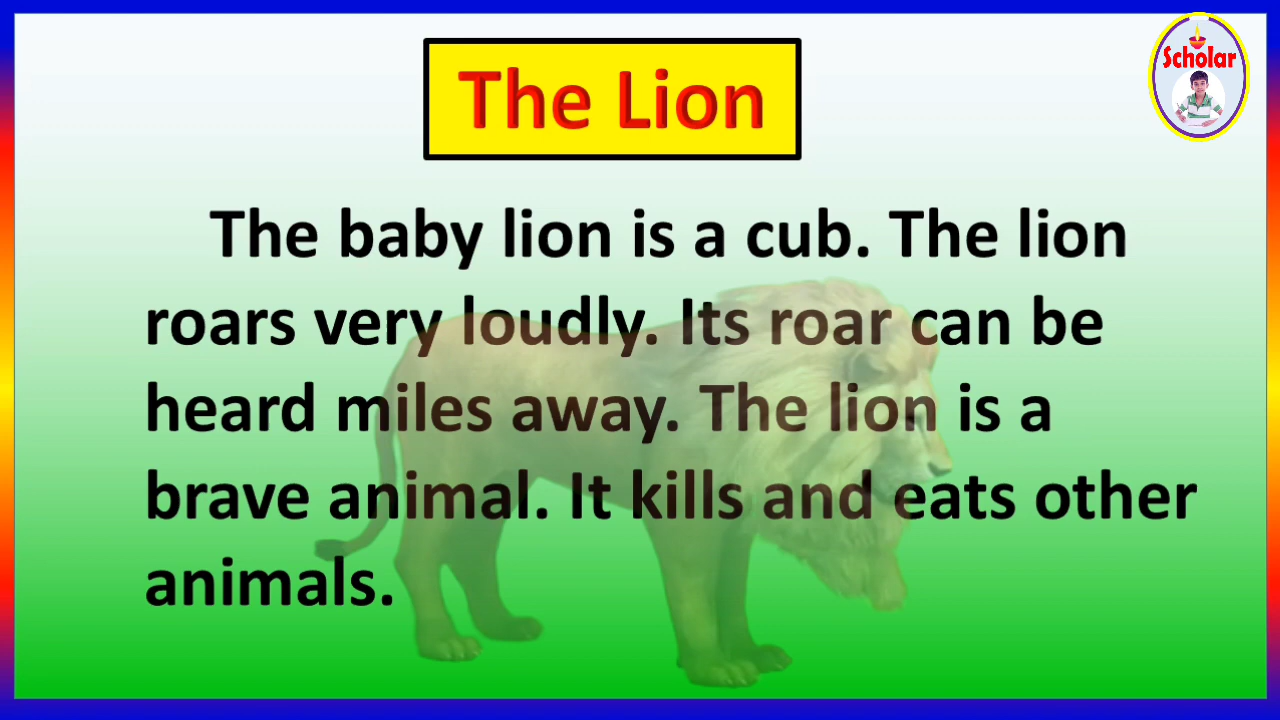 The Lion
Scholar
The baby lion is a cub. The lion
roars very loudly. Its roar can be
heard miles away. The lion is a
brave animal. It kills and eats other
animals.